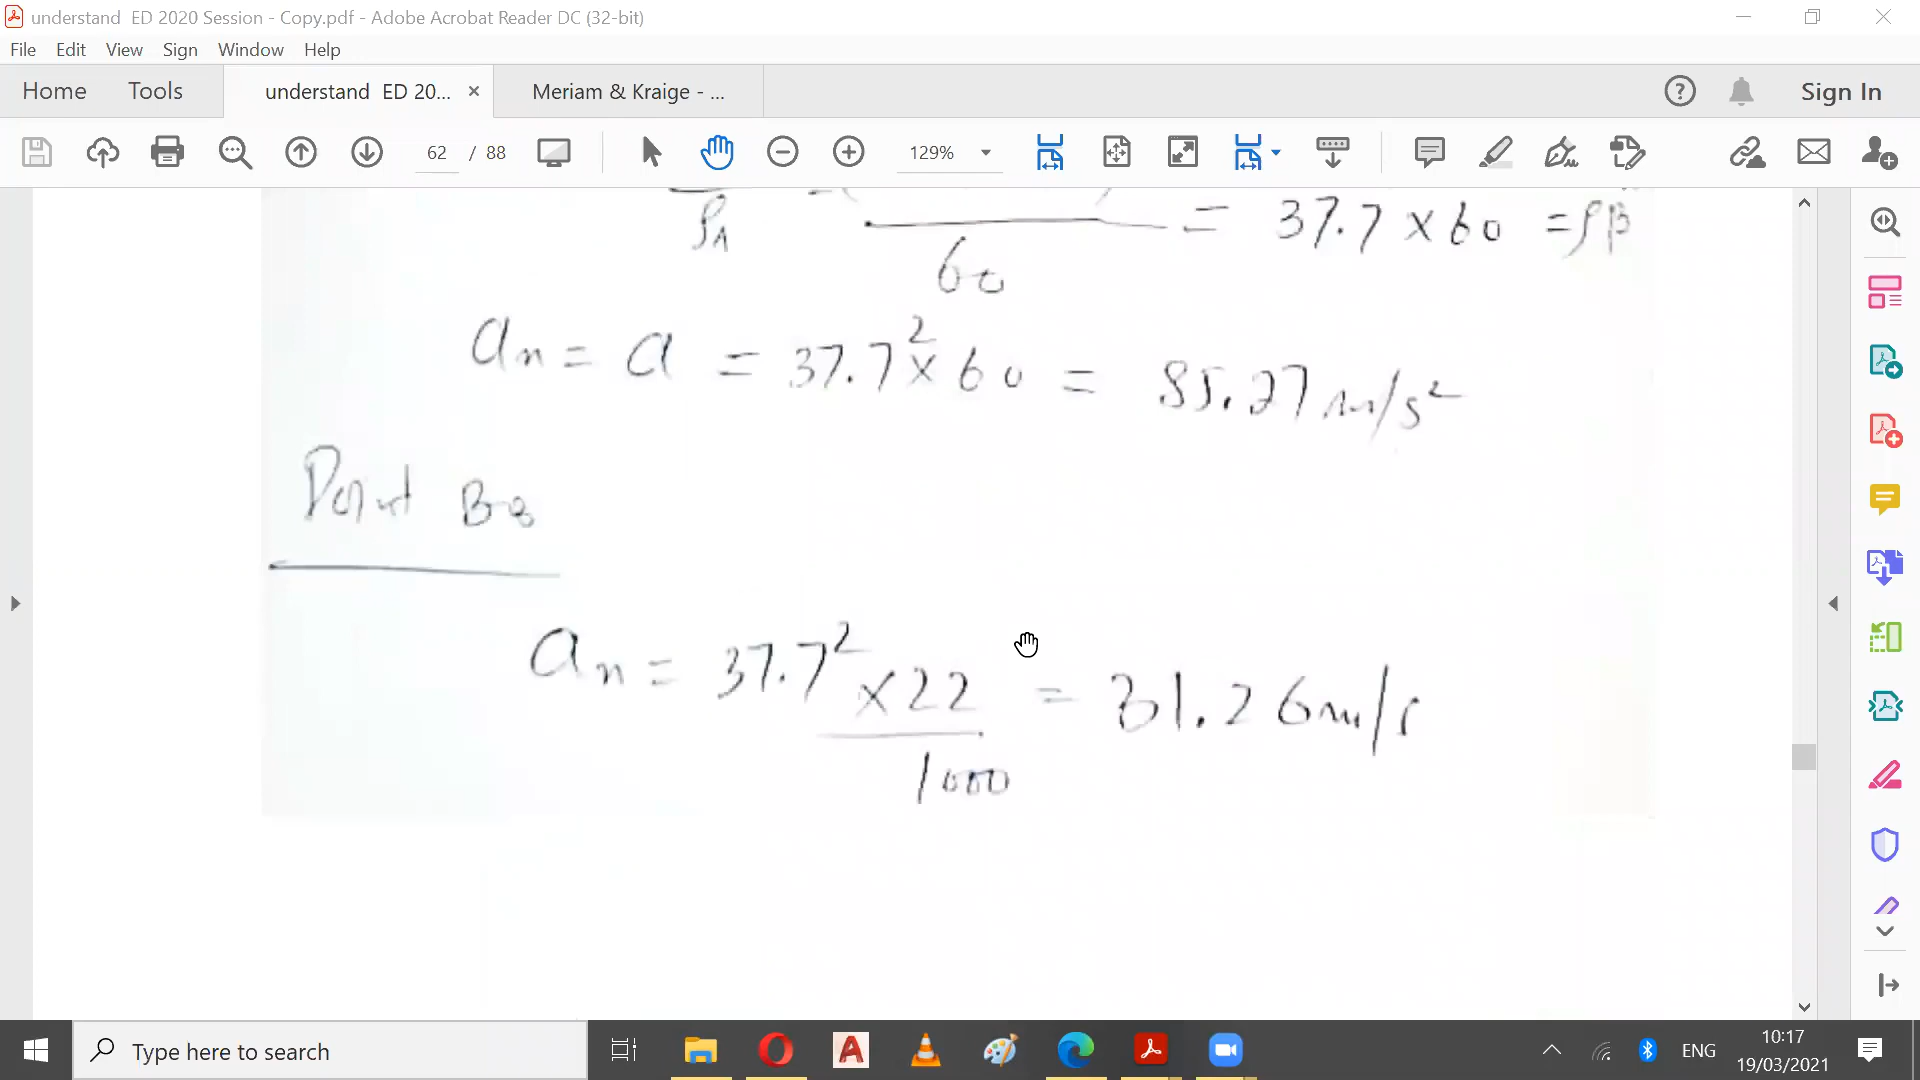 understand ED 2020 Session - Copy.pdf - Adobe Acrobat Reader DC (32-bit)
File Edit View Sign Window Help
Home Tools understand ED 20... × Meriam & Kraige - ... Sign In
62 / 88 129%
ρA = 60 = 37.7 × 60 =
an = a = 37.7² × 60 = 85.27 m/s²
Point B
an = 37.7² × 22 = 31.26 m/s
1000
Type here to search
ENG
10:17
19/03/2021